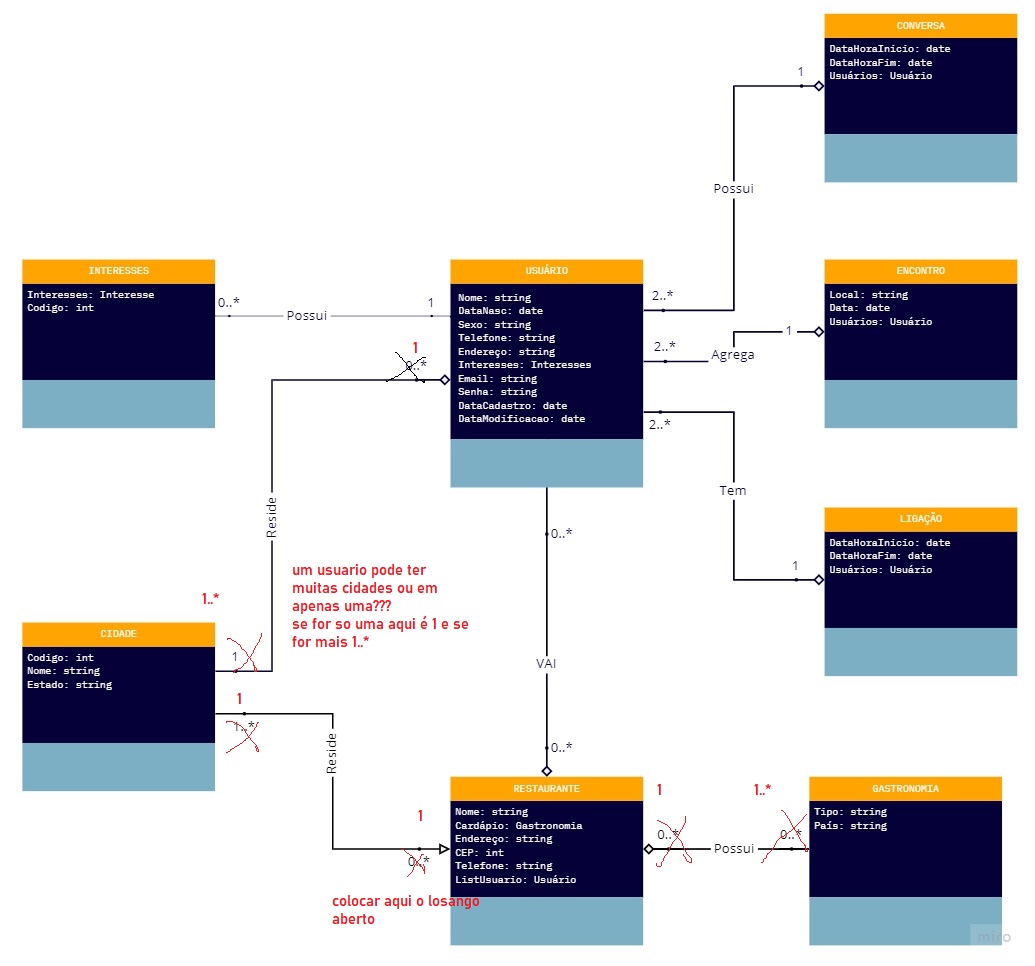 CONVERSA
DataHoraInicio: date
DataHoraFim: date
Usuários: Usuário
1
Possui
INTERESSES
Interesses: Interesse
Codigo: int
0..*
Possui
1
USUÁRIO
Nome: string
DataNasc: date
Sexo: string
Telefone: string
Endereço: string
Interesses: Interesses
Email: string
Senha: string
DataCadastro: date
DataModificacao: date
2..*
2..*
Agrega
1
2..*
ENCONTRO
Local: string
Data: date
Usuários: Usuário
1
0..*
Reside
Tem
1
LIGAÇÃO
DataHoraInicio: date
DataHoraFim: date
Usuários: Usuário
0..*
um usuario pode ter
muitas cidades ou em
apenas uma???
se for so uma aqui é 1 e se
for mais 1..*
1..*
CIDADE
Codigo: int
Nome: string
Estado: string
1
1
1..*
Reside
VAI
0..*
1
0..*
colocar aqui o losango
aberto
RESTAURANTE
Nome: string
Cardápio: Gastronomia
Endereço: string
CEP: int
Telefone: string
ListUsuario: Usuário
1
0..*
Possui
1..*
0..*
GASTRONOMIA
Tipo: string
País: string
miro